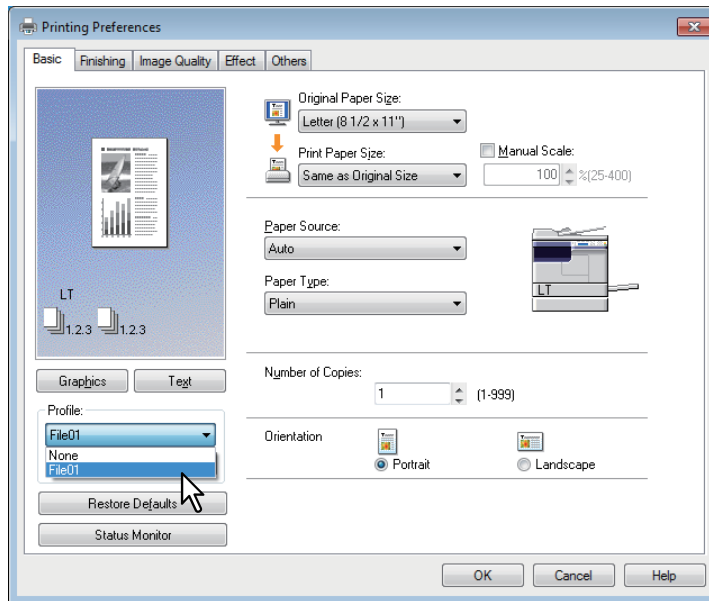 Printing Preferences
Basic Finishing Image Quality Effect Others
LT
1.2.3 1.2.3
Graphics Text
Profile:
File01
None
File01
Restore Defaults
Status Monitor
Original Paper Size:
Letter (8 1/2 x 11")
Print Paper Size:
Same as Original Size
Manual Scale:
100 %(25-400)
Paper Source:
Auto
Paper Type:
Plain
LT
Number of Copies:
1 (1-999)
Orientation
Portrait Landscape
OK Cancel Help